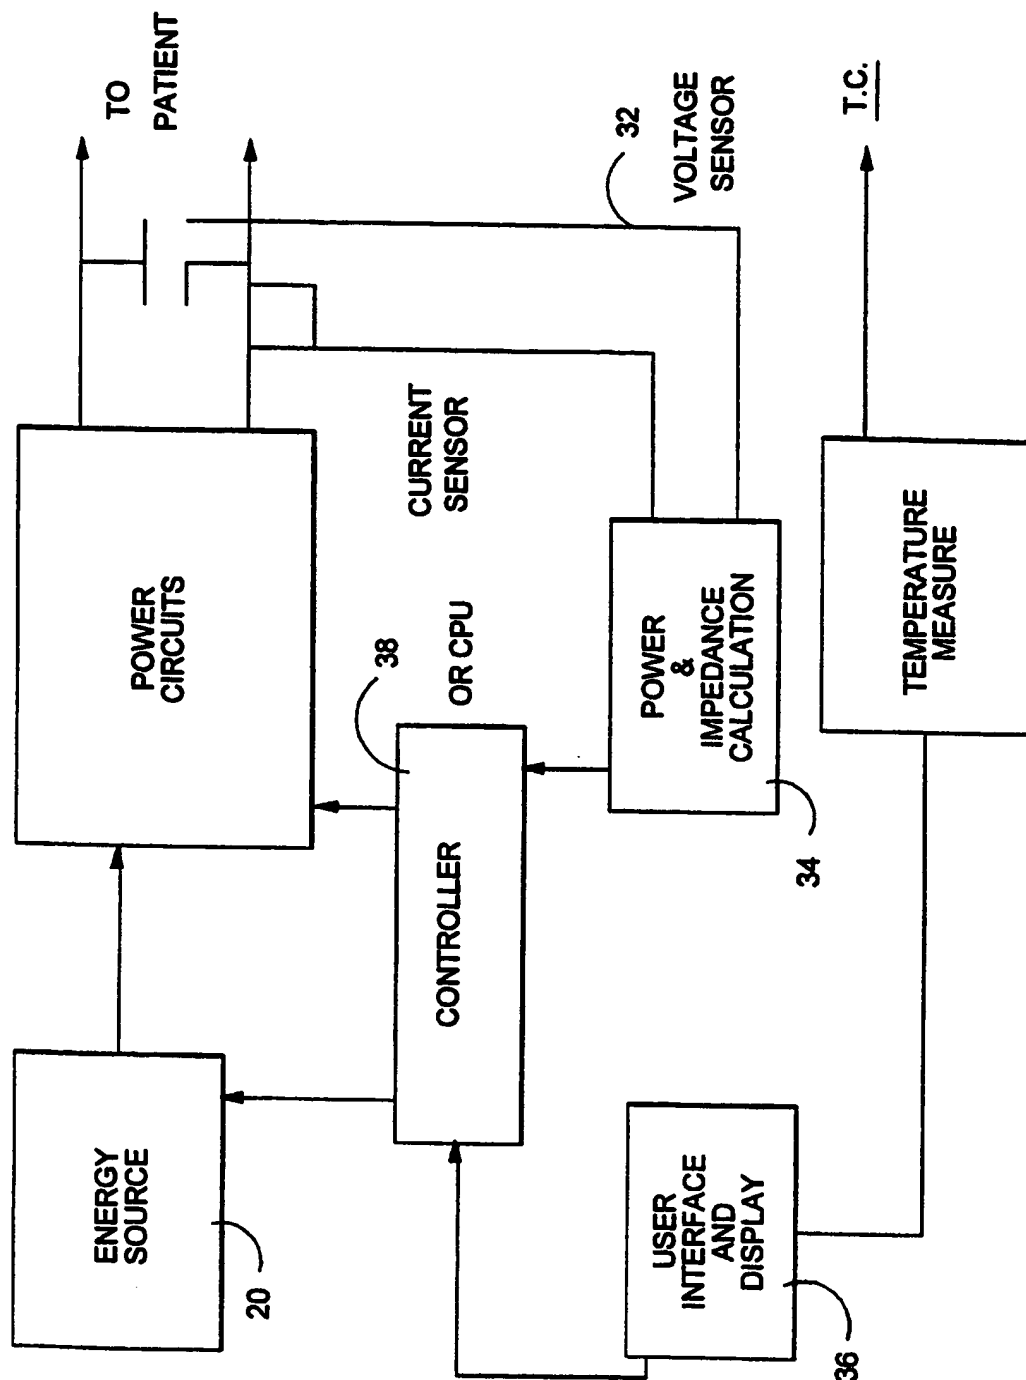 ENERGY
SOURCE
20
POWER
CIRCUITS
TO
PATIENT
CONTROLLER
38
OR CPU
CURRENT
SENSOR
32
VOLTAGE
SENSOR
USER
INTERFACE
AND
DISPLAY
36
POWER
&
IMPEDANCE
CALCULATION
34
TEMPERATURE
MEASURE
T.C.